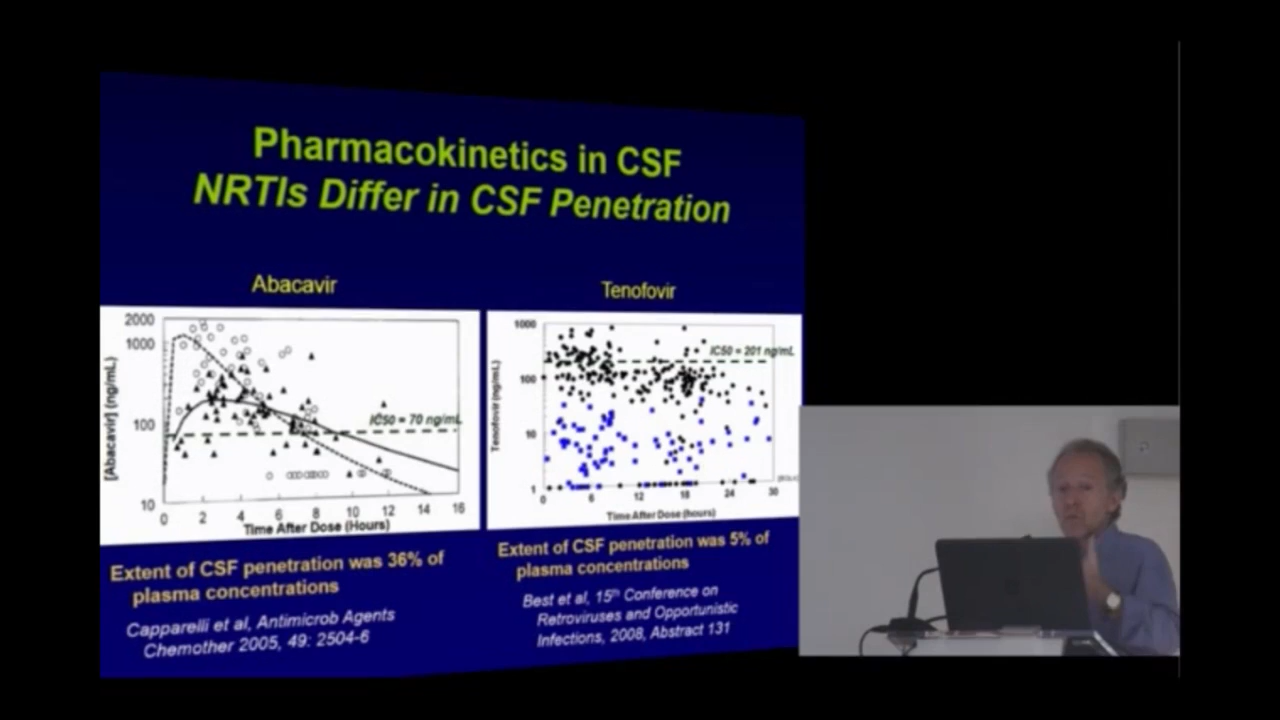 Pharmacokinetics in CSF
NRTIs Differ in CSF Penetration
Abacavir
Tenofovir
2000
1000
100
10
[Abacavir] (ng/mL)
IC50 = 70 ng/mL
0 2 4 6 8 10 12 14 16
Time After Dose (Hours)
1000
100
10
1
Tenofovir (ng/mL)
IC50 = 201 ng/mL
0 6 12 18 24 30
Time After Dose (hours)
Extent of CSF penetration was 36% of
plasma concentrations
Capparelli et al, Antimicrob Agents
Chemother 2005, 49: 2504-6
Extent of CSF penetration was 5% of
plasma concentrations
Best et al, 15th Conference on
Retroviruses and Opportunistic
Infections, 2008, Abstract 131